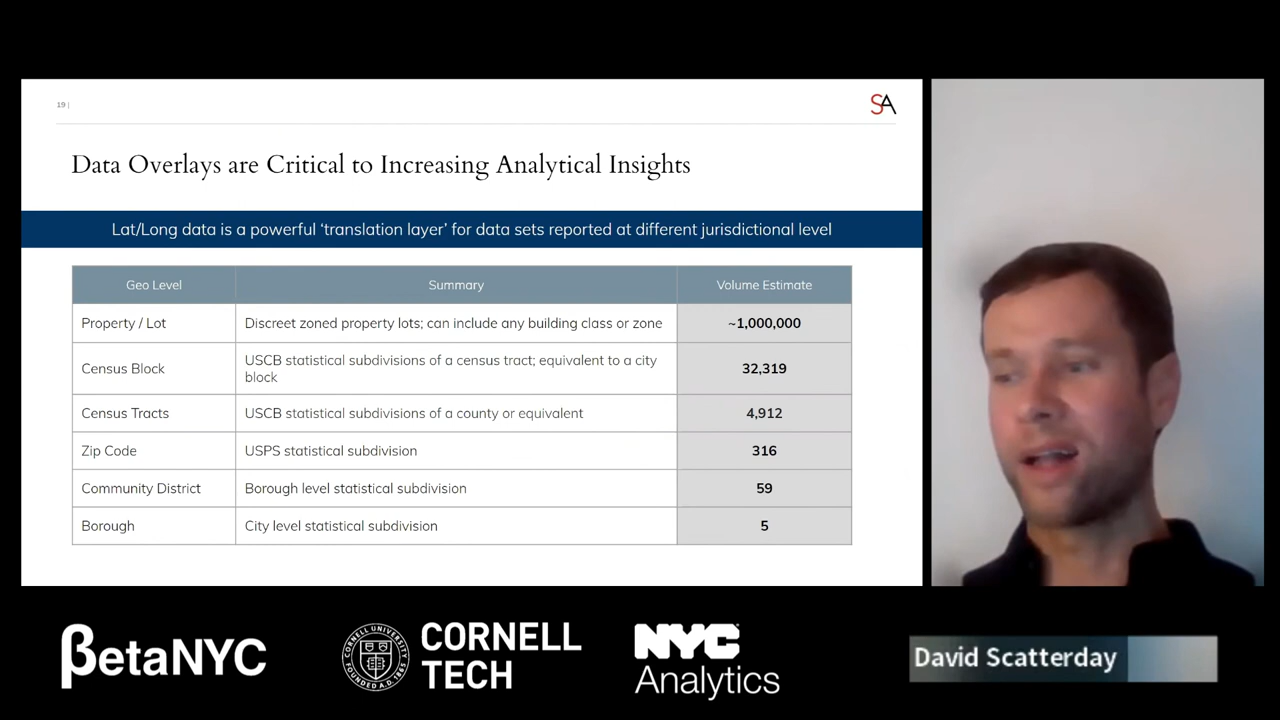 19 |
SA
Data Overlays are Critical to Increasing Analytical Insights
Lat/Long data is a powerful ‘translation layer’ for data sets reported at different jurisdictional level
Geo Level Summary Volume Estimate
Property / Lot Discreet zoned property lots; can include any building class or zone ~1,000,000
Census Block USCB statistical subdivisions of a census tract; equivalent to a city
block 32,319
Census Tracts USCB statistical subdivisions of a county or equivalent 4,912
Zip Code USPS statistical subdivision 316
Community District Borough level statistical subdivision 59
Borough City level statistical subdivision 5
βetaNYC
CORNELL
TECH
NYC
Analytics
David Scatterday